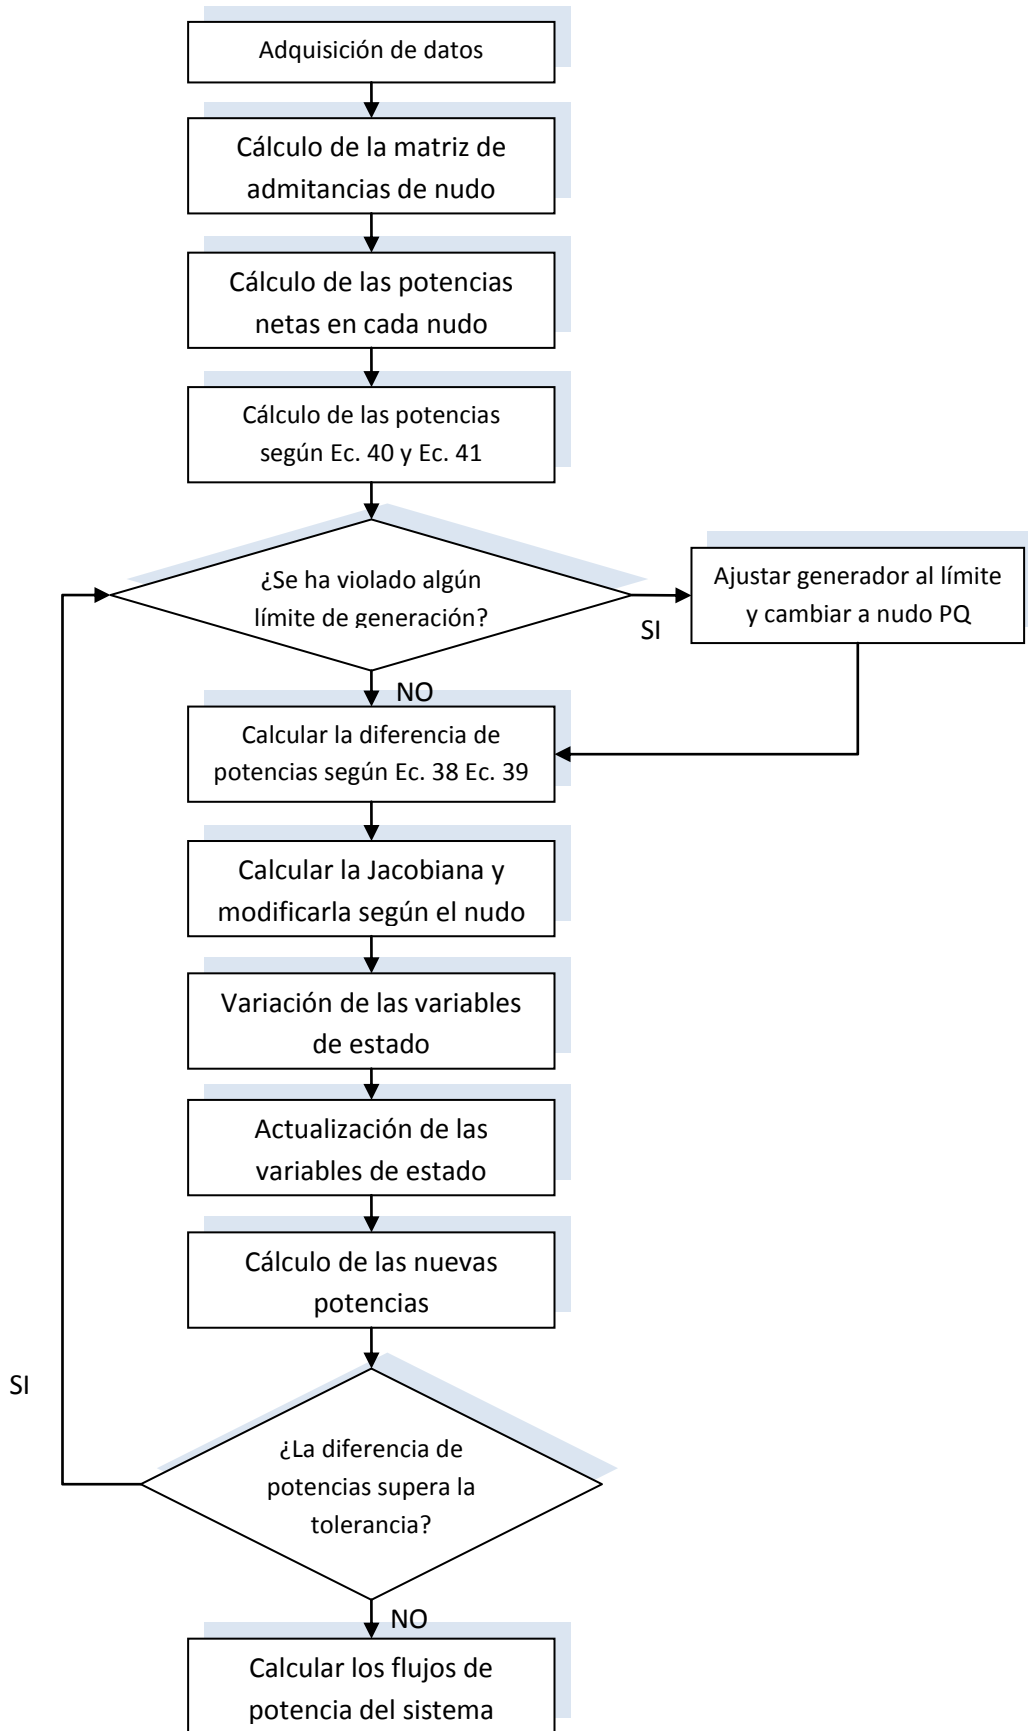 Adquisición de datos
Cálculo de la matriz de
admitancias de nudo
Cálculo de las potencias
netas en cada nudo
Cálculo de las potencias
según Ec. 40 y Ec. 41
¿Se ha violado algún
límite de generación?
SI
Ajustar generador al límite
y cambiar a nudo PQ
NO
Calcular la diferencia de
potencias según Ec. 38 Ec. 39
Calcular la Jacobiana y
modificarla según el nudo
Variación de las variables
de estado
Actualización de las
variables de estado
Cálculo de las nuevas
potencias
SI
¿La diferencia de
potencias supera la
tolerancia?
NO
Calcular los flujos de
potencia del sistema